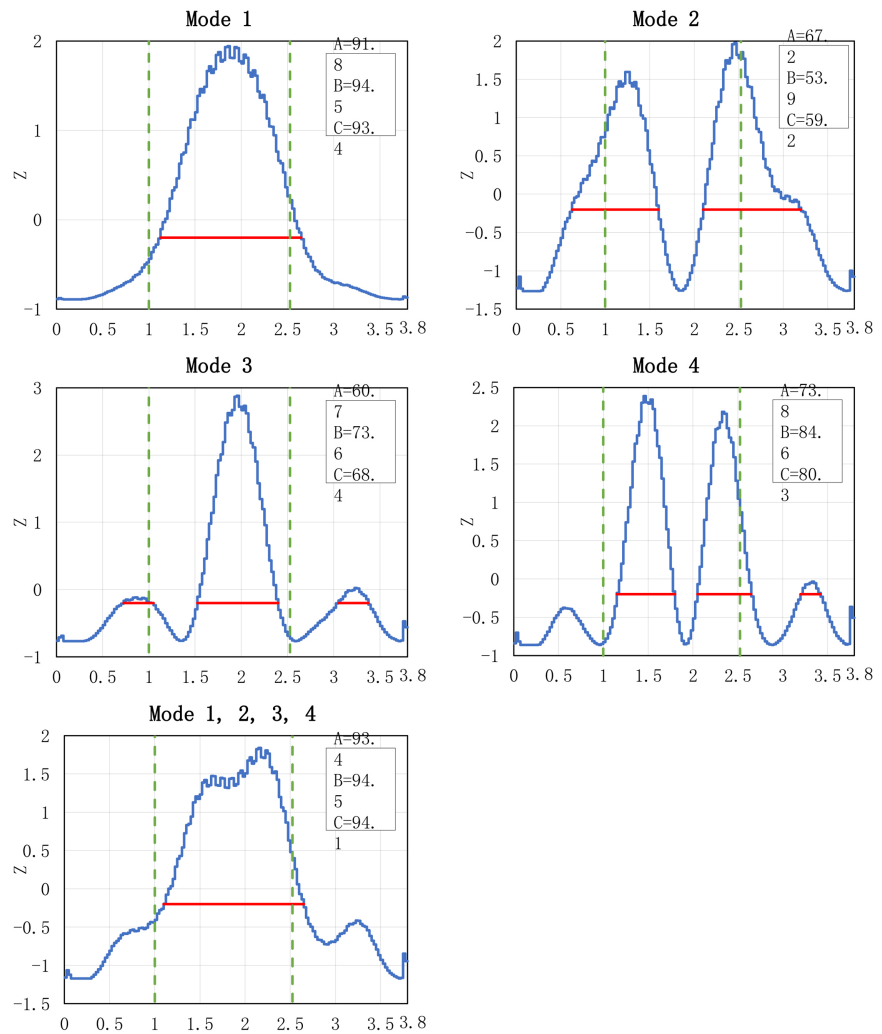 Mode 1
2
1
0
−1
Z
0 0.5 1 1.5 2 2.5 3 3.5 3.8
A=91.
8
B=94.
5
C=93.
4
Mode 2
2
1.5
1
0.5
0
−0.5
−1
−1.5
Z
0 0.5 1 1.5 2 2.5 3 3.5 3.8
A=67.
2
B=53.
9
C=59.
2
Mode 3
3
2
1
0
−1
Z
0 0.5 1 1.5 2 2.5 3 3.5 3.8
A=60.
7
B=73.
6
C=68.
4
Mode 4
2.5
2
1.5
1
0.5
0
−0.5
−1
Z
0 0.5 1 1.5 2 2.5 3 3.5 3.8
A=73.
8
B=84.
6
C=80.
3
Mode 1, 2, 3, 4
2
1.5
1
0.5
0
−0.5
−1
−1.5
Z
0 0.5 1 1.5 2 2.5 3 3.5 3.8
A=93.
4
B=94.
5
C=94.
1